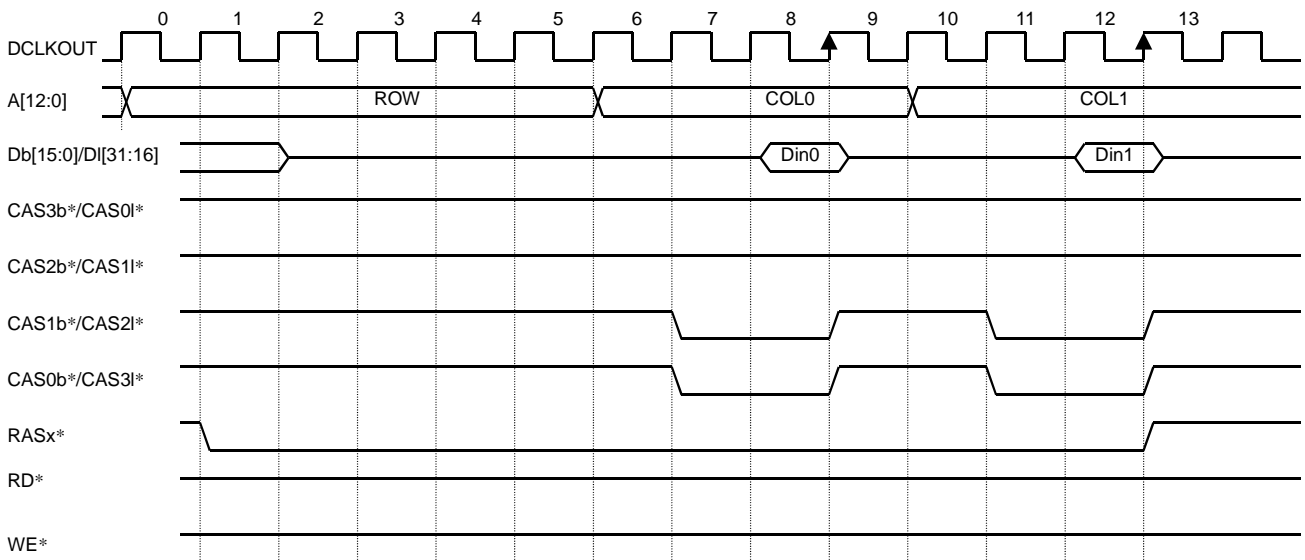 0 1 2 3 4 5 6 7 8 9 10 11 12 13
DCLKOUT
A[12:0] ROW COL0 COL1
Db[15:0]/Dl[31:16] Din0 Din1
CAS3b*/CAS0l*
CAS2b*/CAS1l*
CAS1b*/CAS2l*
CAS0b*/CAS3l*
RASx*
RD*
WE*